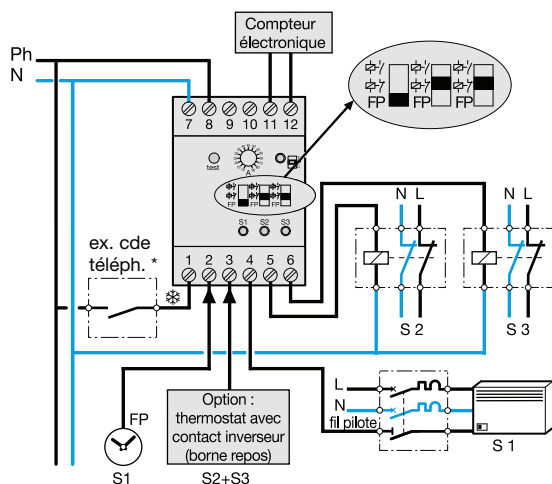 Compteur
électronique
Ph
N
7 8 9 10 11 12
test
A
FP FP FP
FP FP FP
S1 S2 S3
ex. cde
téléph. *
1 2 3 4 5 6
N L
N L
S 2
S 3
FP
S1
Option :
thermostat avec
contact inverseur
(borne repos)
S2+S3
L
N
fil pilote
S 1